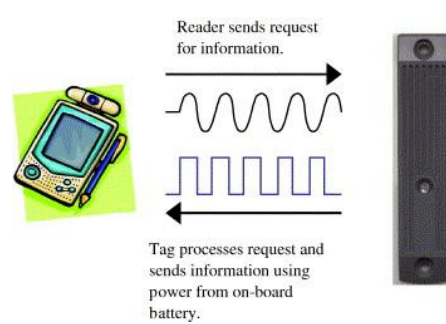 Reader sends request
for information.
Tag processes request and
sends information using
power from on-board
battery.